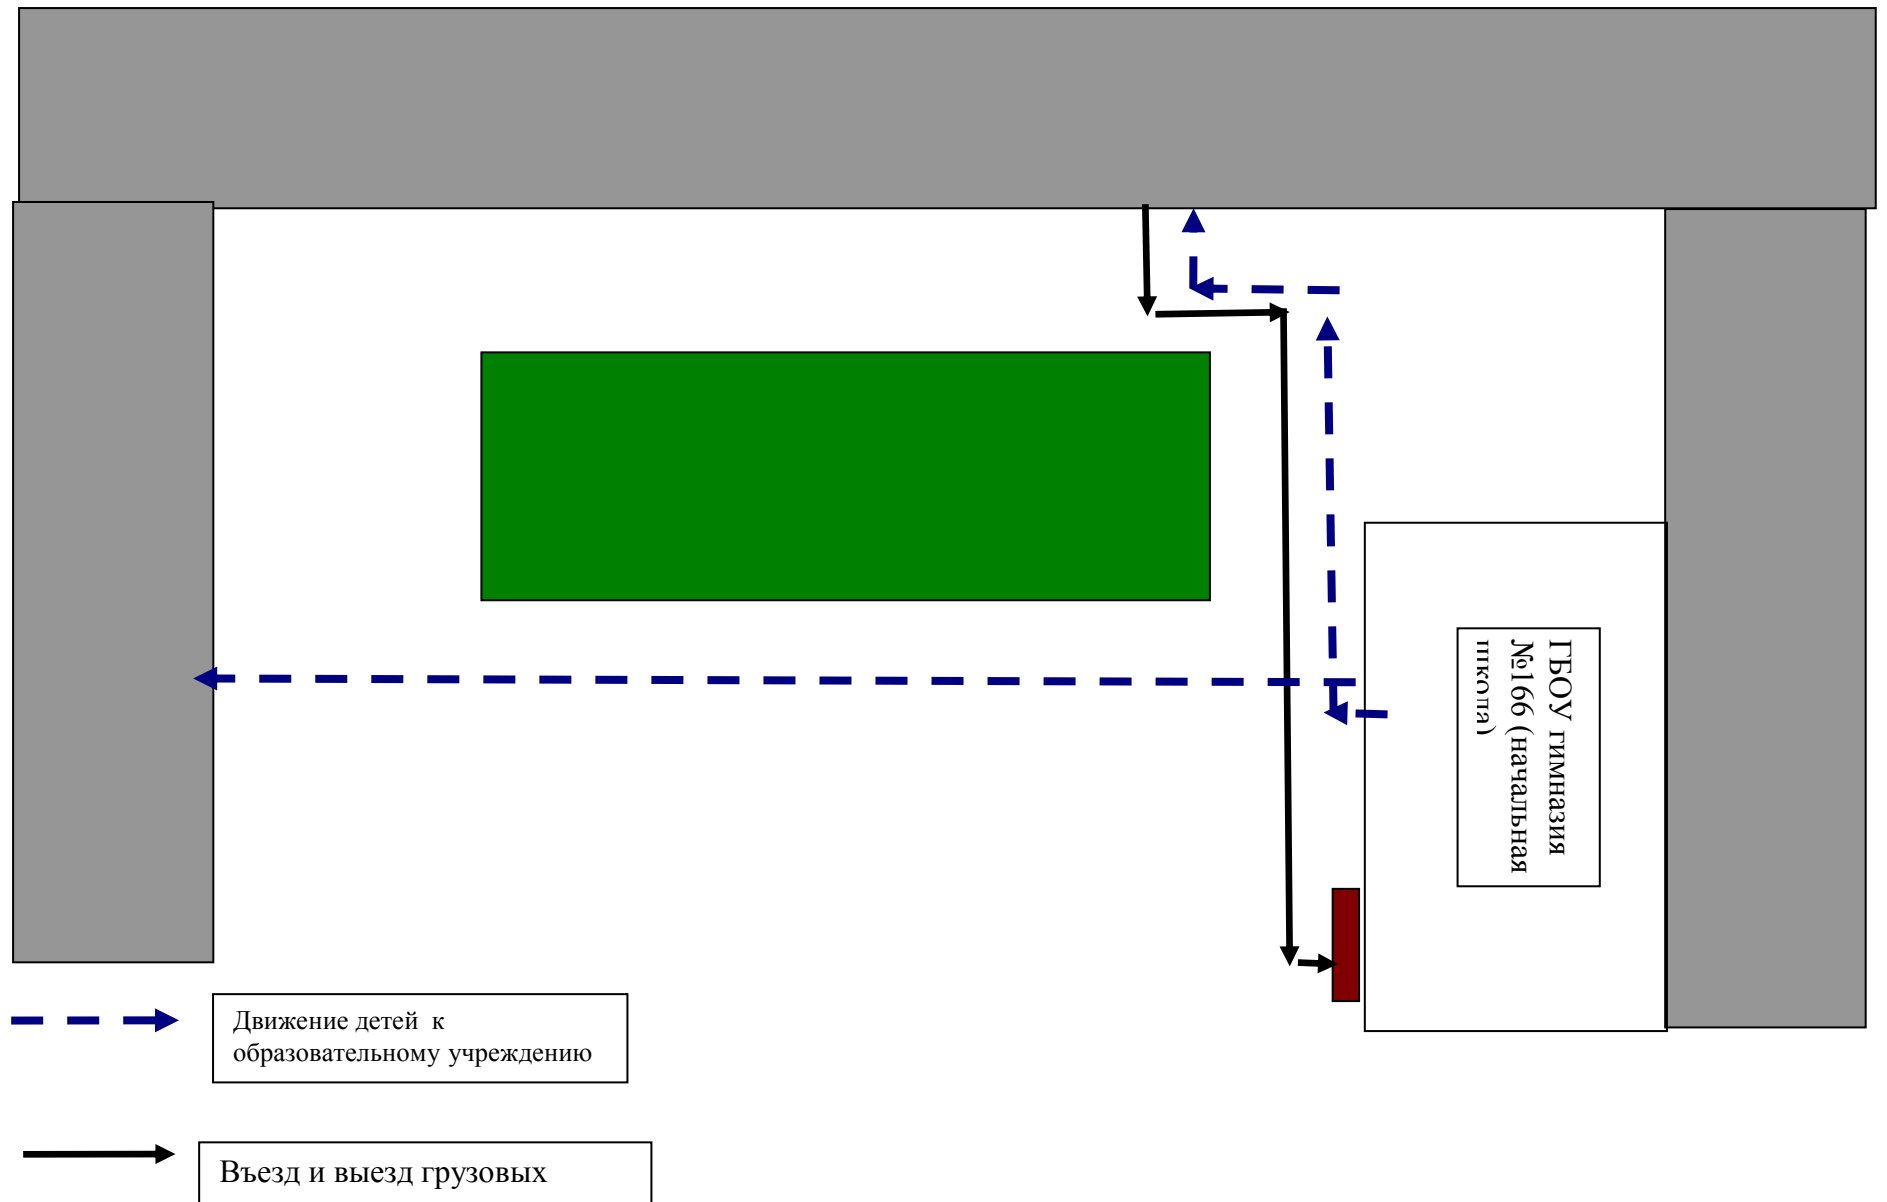 ГБОУ гимназия
№166 (начальная
школа)
Движение детей к
образовательному учреждению
Въезд и выезд грузовых